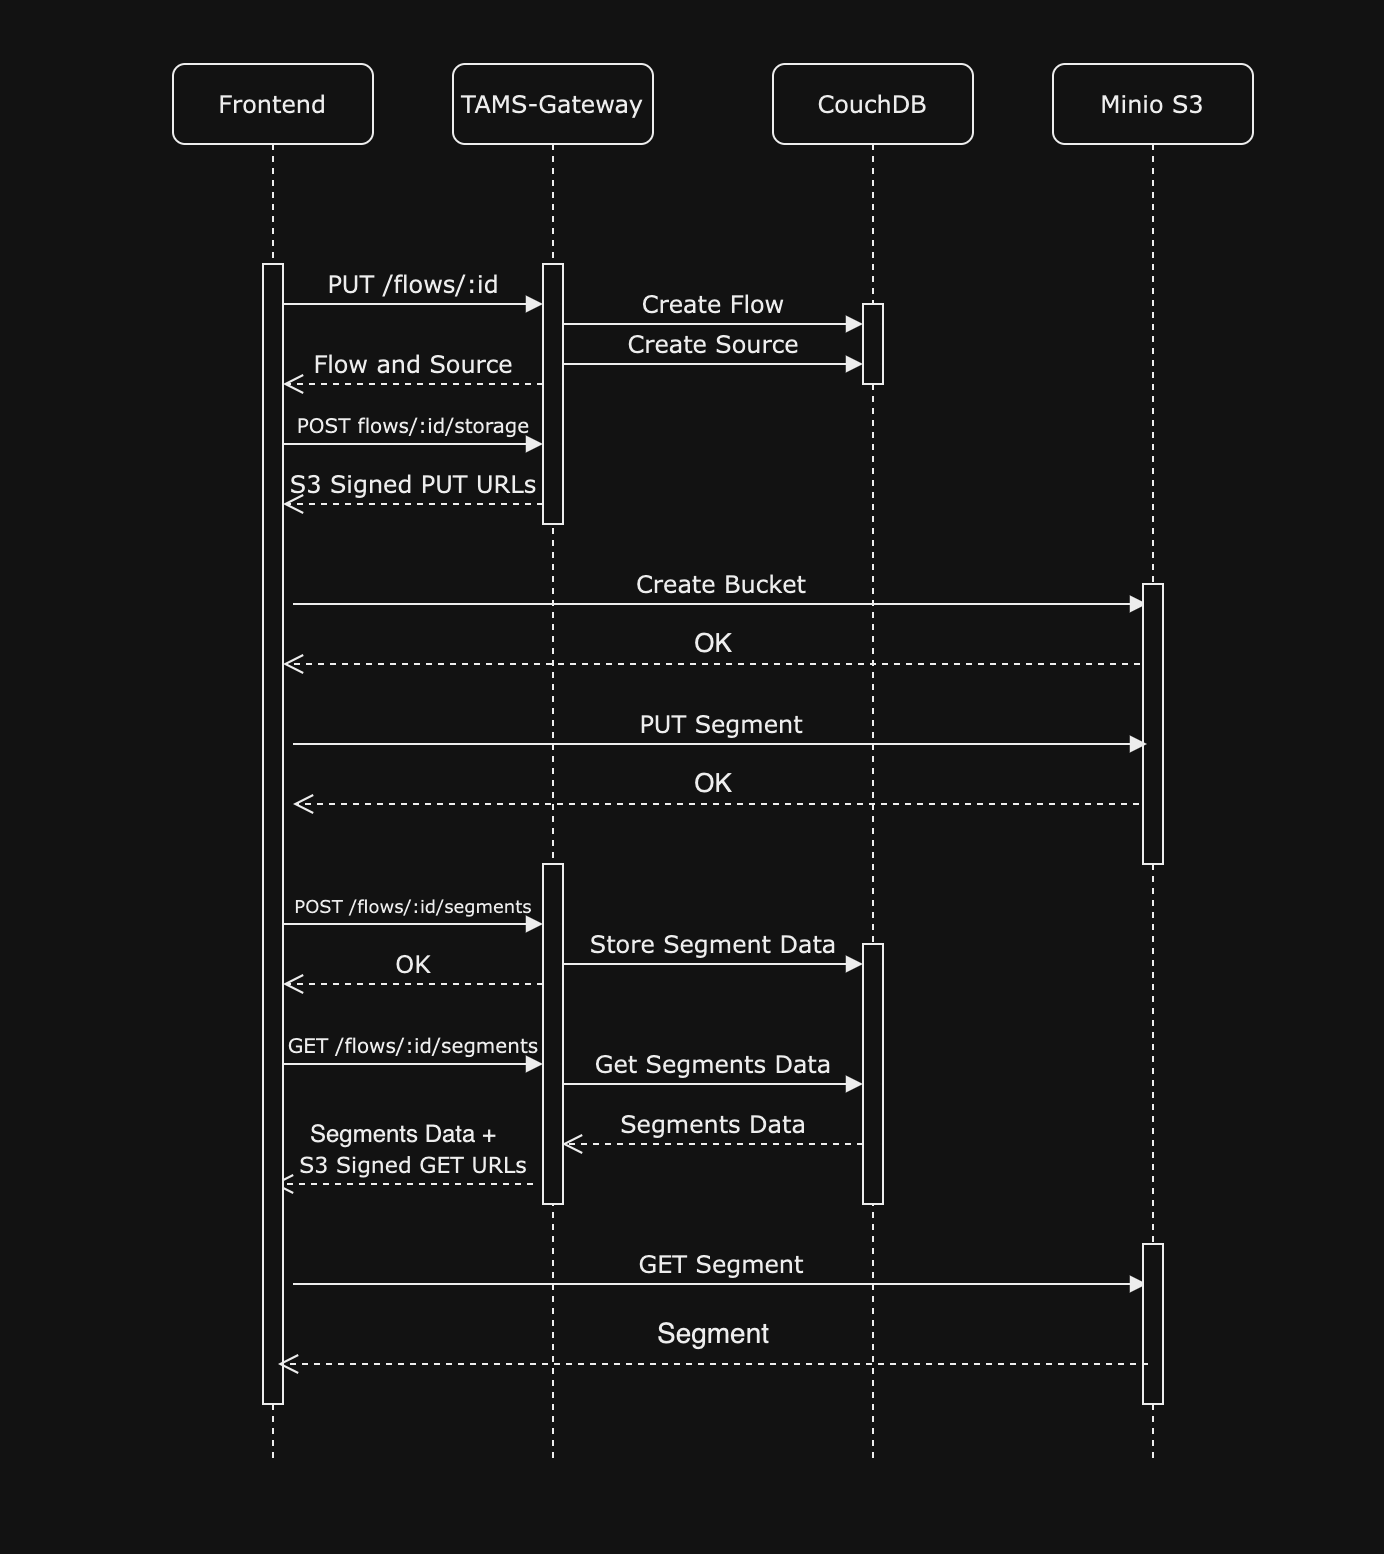 Frontend
TAMS-Gateway
CouchDB
Minio S3
PUT /flows/:id
Create Flow
Create Source
Flow and Source
POST flows/:id/storage
S3 Signed PUT URLs
Create Bucket
OK
PUT Segment
OK
POST /flows/:id/segments
Store Segment Data
OK
GET /flows/:id/segments
Get Segments Data
Segments Data
Segments Data +
S3 Signed GET URLs
GET Segment
Segment